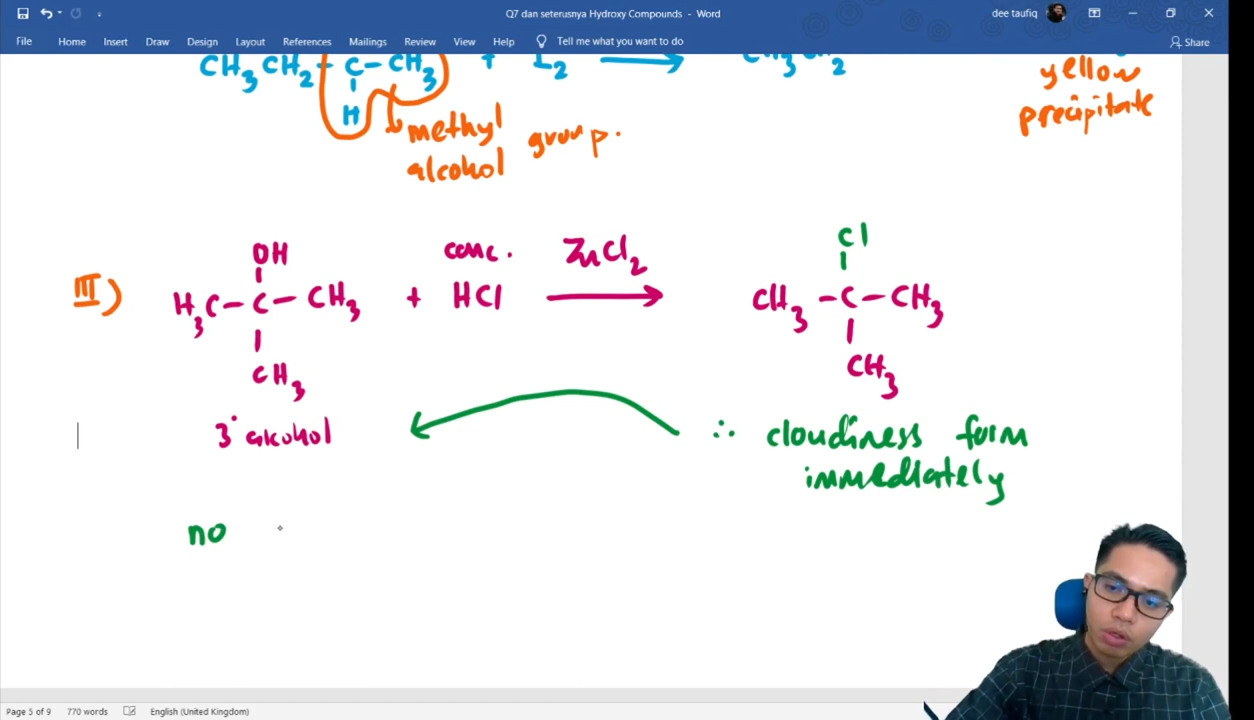 Q7 dan seterusnya Hydroxy Compounds - Word
dee taufiq
File Home Insert Draw Design Layout References Mailings Review View Help Tell me what you want to do Share
CH3CH2 - C - CH3 + I2 CH3CH2
H
yellow
precipitate
methyl
alcohol group.
III)
OH
H3C - C - CH3 + conc. HCl ZnCl2
CH3
3° alcohol
Cl
CH3 - C - CH3
CH3
∴ cloudiness form
immediately
no
Page 5 of 9 770 words English (United Kingdom)